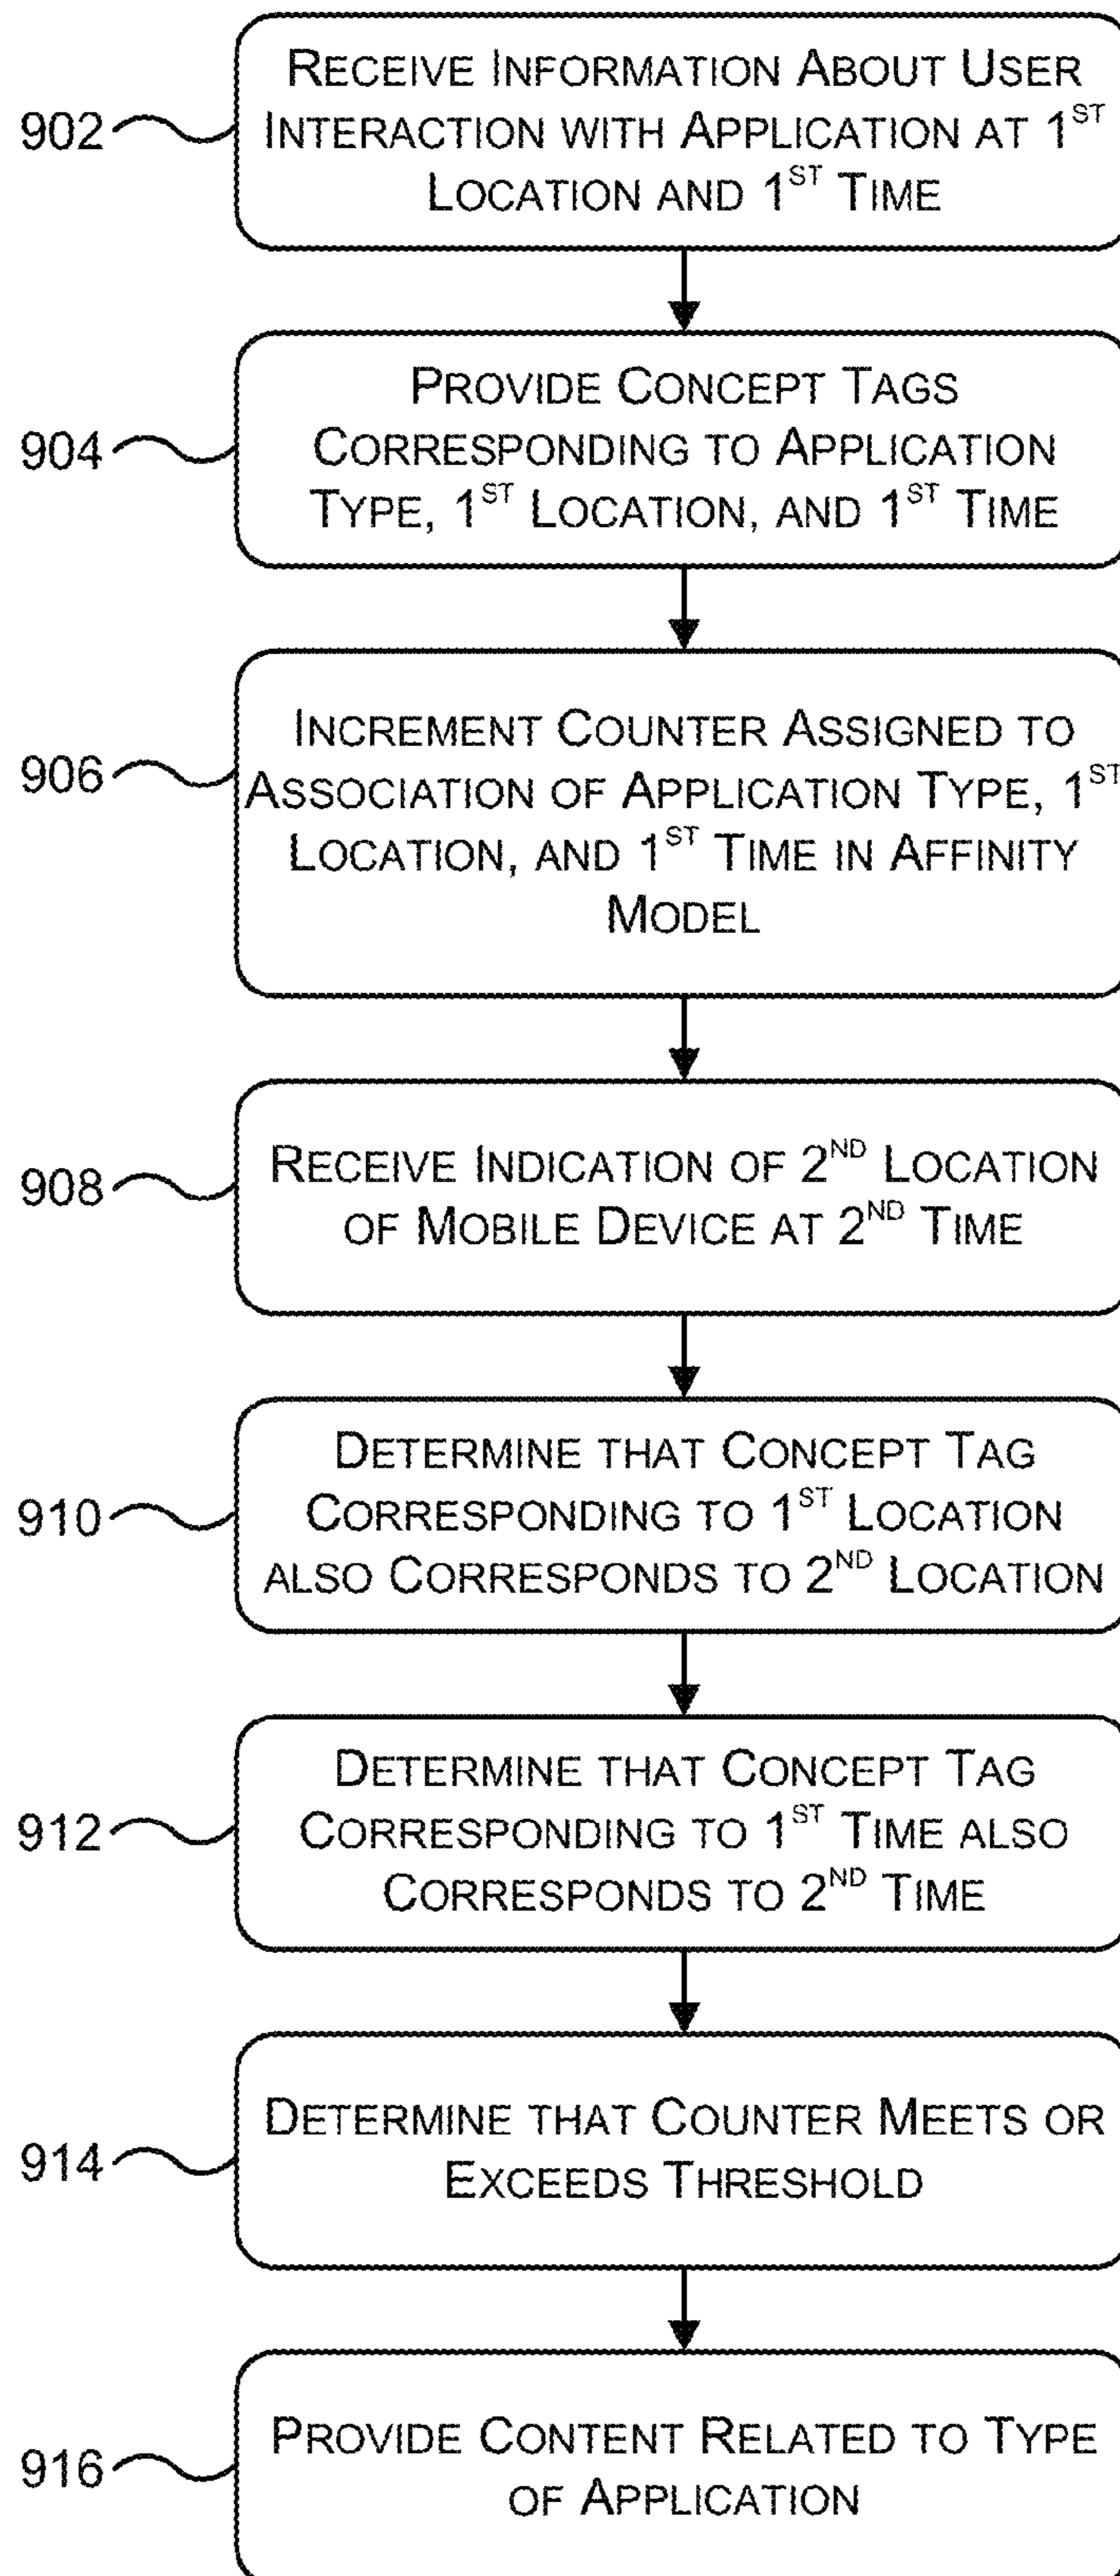 902
RECEIVE INFORMATION ABOUT USER
INTERACTION WITH APPLICATION AT 1ST
LOCATION AND 1ST TIME
904
PROVIDE CONCEPT TAGS
CORRESPONDING TO APPLICATION
TYPE, 1ST LOCATION, AND 1ST TIME
906
INCREMENT COUNTER ASSIGNED TO
ASSOCIATION OF APPLICATION TYPE, 1ST
LOCATION, AND 1ST TIME IN AFFINITY
MODEL
908
RECEIVE INDICATION OF 2ND LOCATION
OF MOBILE DEVICE AT 2ND TIME
910
DETERMINE THAT CONCEPT TAG
CORRESPONDING TO 1ST LOCATION
ALSO CORRESPONDS TO 2ND LOCATION
912
DETERMINE THAT CONCEPT TAG
CORRESPONDING TO 1ST TIME ALSO
CORRESPONDS TO 2ND TIME
914
DETERMINE THAT COUNTER MEETS OR
EXCEEDS THRESHOLD
916
PROVIDE CONTENT RELATED TO TYPE
OF APPLICATION